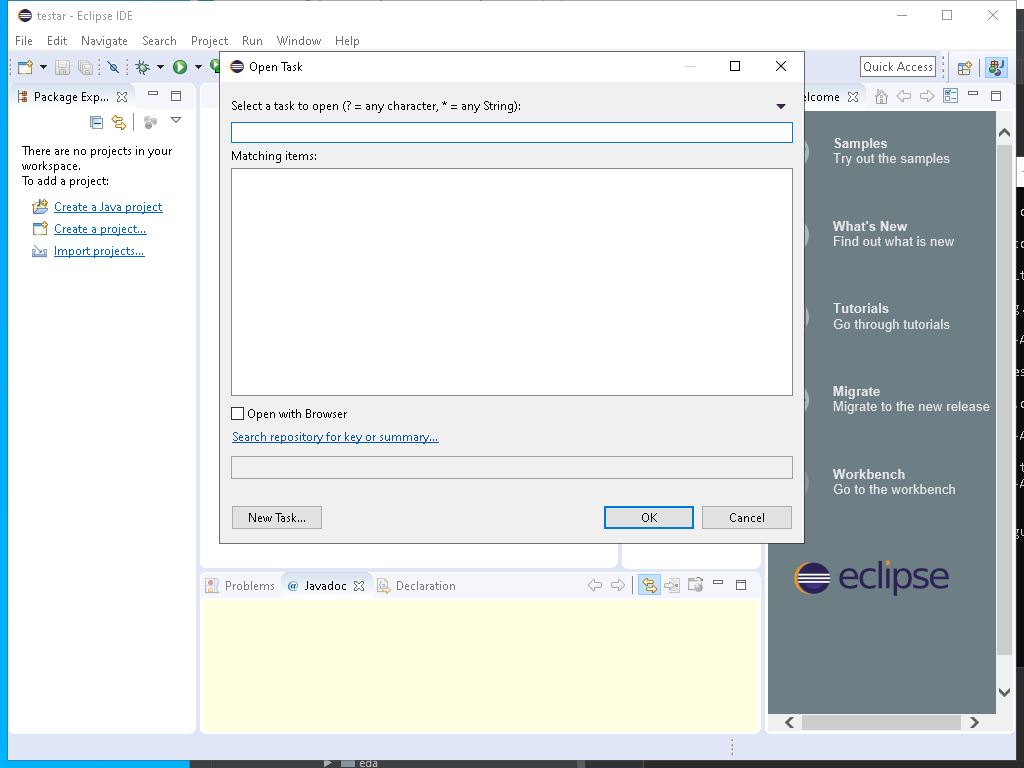 testar - Eclipse IDE
File Edit Navigate Search Project Run Window Help
Open Task
Quick Access
Package Exp...
There are no projects in your
workspace.
To add a project:
Create a Java project
Create a project...
Import projects...
Select a task to open (? = any character, * = any String):
Matching items:
Open with Browser
Search repository for key or summary...
New Task...
OK
Cancel
elcome
Samples
Try out the samples
What's New
Find out what is new
Tutorials
Go through tutorials
Migrate
Migrate to the new release
Workbench
Go to the workbench
eclipse
Problems
@ Javadoc
Declaration
eda